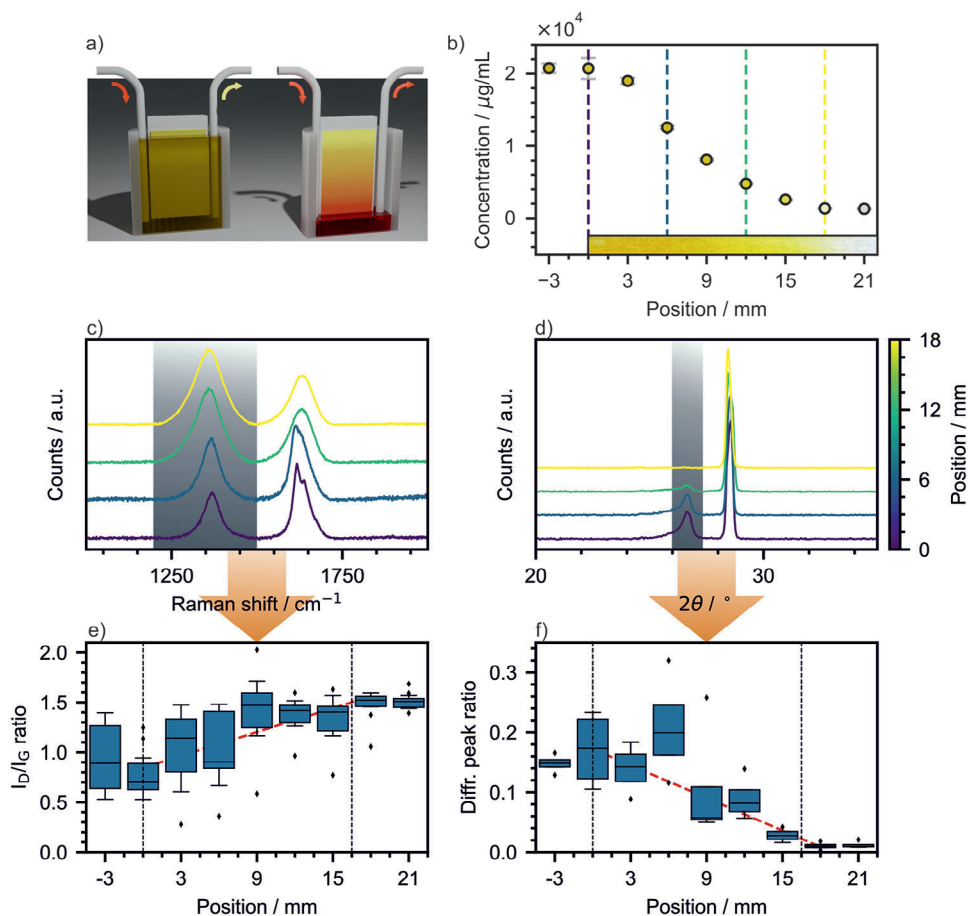 a)
b)
×10⁴
Concentration / µg/mL
2
1
0
−3 3 9 15 21
Position / mm
c)
Counts / a.u.
1250 1750
Raman shift / cm⁻¹
d)
Counts / a.u.
20 30
2θ / °
18
12
6
0
Position / mm
e)
I_D/I_G ratio
2.0
1.5
1.0
0.5
0.0
-3 3 9 15 21
Position / mm
f)
Diffr. peak ratio
0.3
0.2
0.1
0.0
-3 3 9 15 21
Position / mm